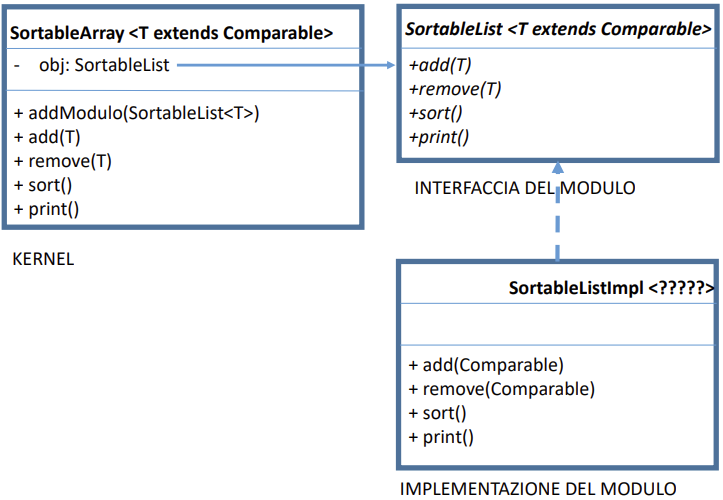 SortableArray <T extends Comparable>
- obj: SortableList
+ addModulo(SortableList<T>)
+ add(T)
+ remove(T)
+ sort()
+ print()
KERNEL
SortableList <T extends Comparable>
+add(T)
+remove(T)
+sort()
+print()
INTERFACCIA DEL MODULO
SortableListImpl <?????>
+ add(Comparable)
+ remove(Comparable)
+ sort()
+ print()
IMPLEMENTAZIONE DEL MODULO